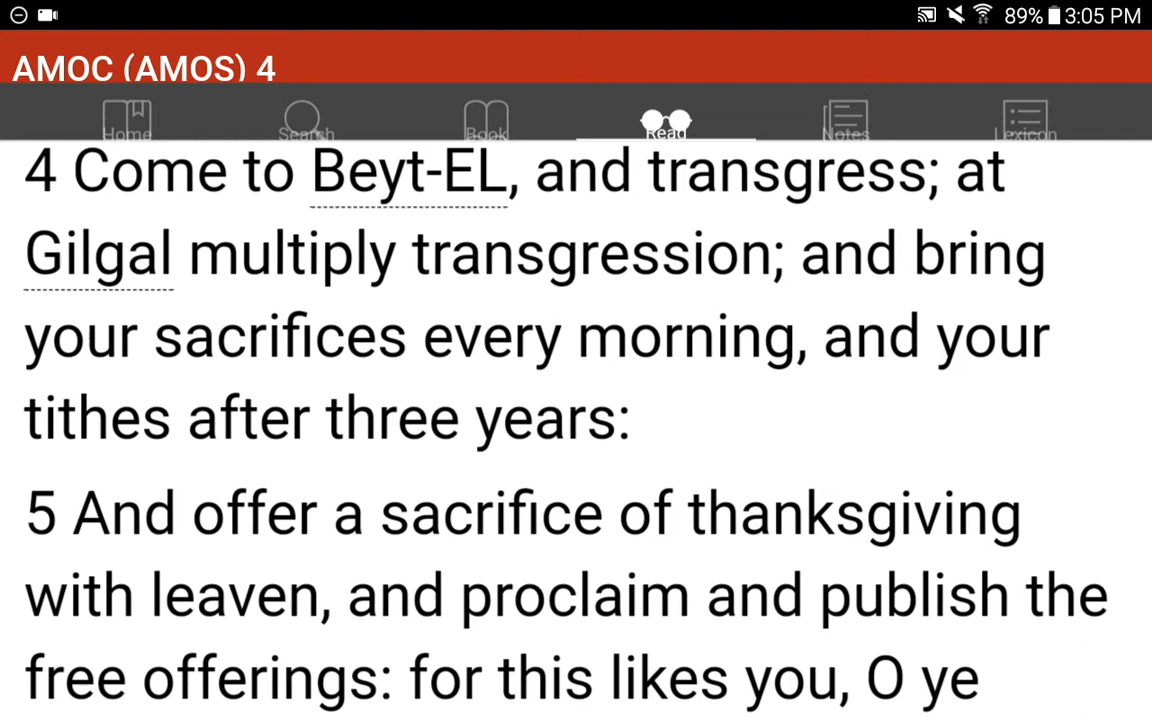 89% 3:05 PM
AMOC (AMOS) 4
Home Search Book Read Notes Lexicon
4 Come to Beyt-EL, and transgress; at
Gilgal multiply transgression; and bring
your sacrifices every morning, and your
tithes after three years:
5 And offer a sacrifice of thanksgiving
with leaven, and proclaim and publish the
free offerings: for this likes you, O ye